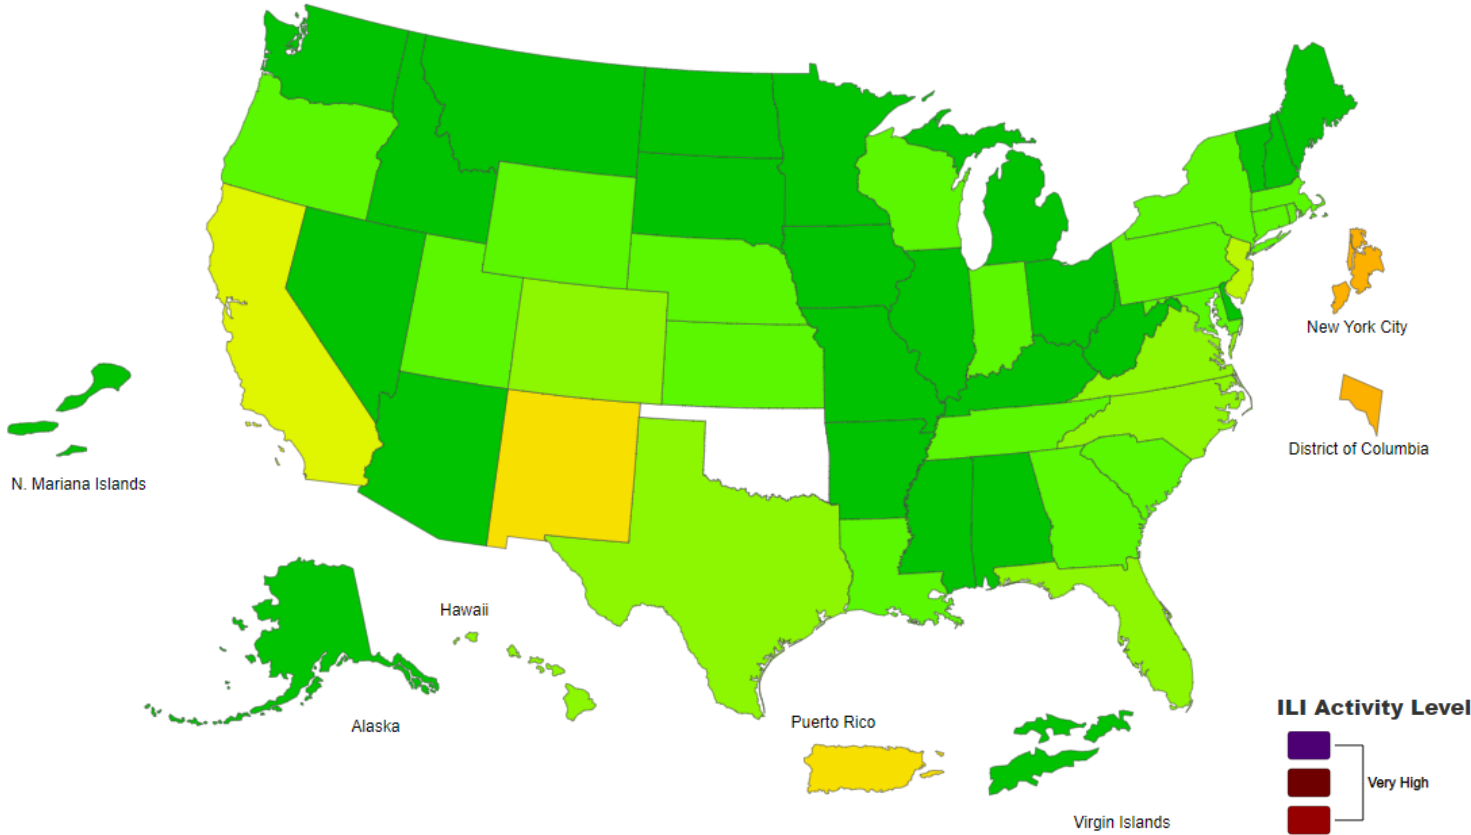 New York City
District of Columbia
N. Mariana Islands
Hawaii
Alaska
Puerto Rico
Virgin Islands
ILI Activity Level
Very High